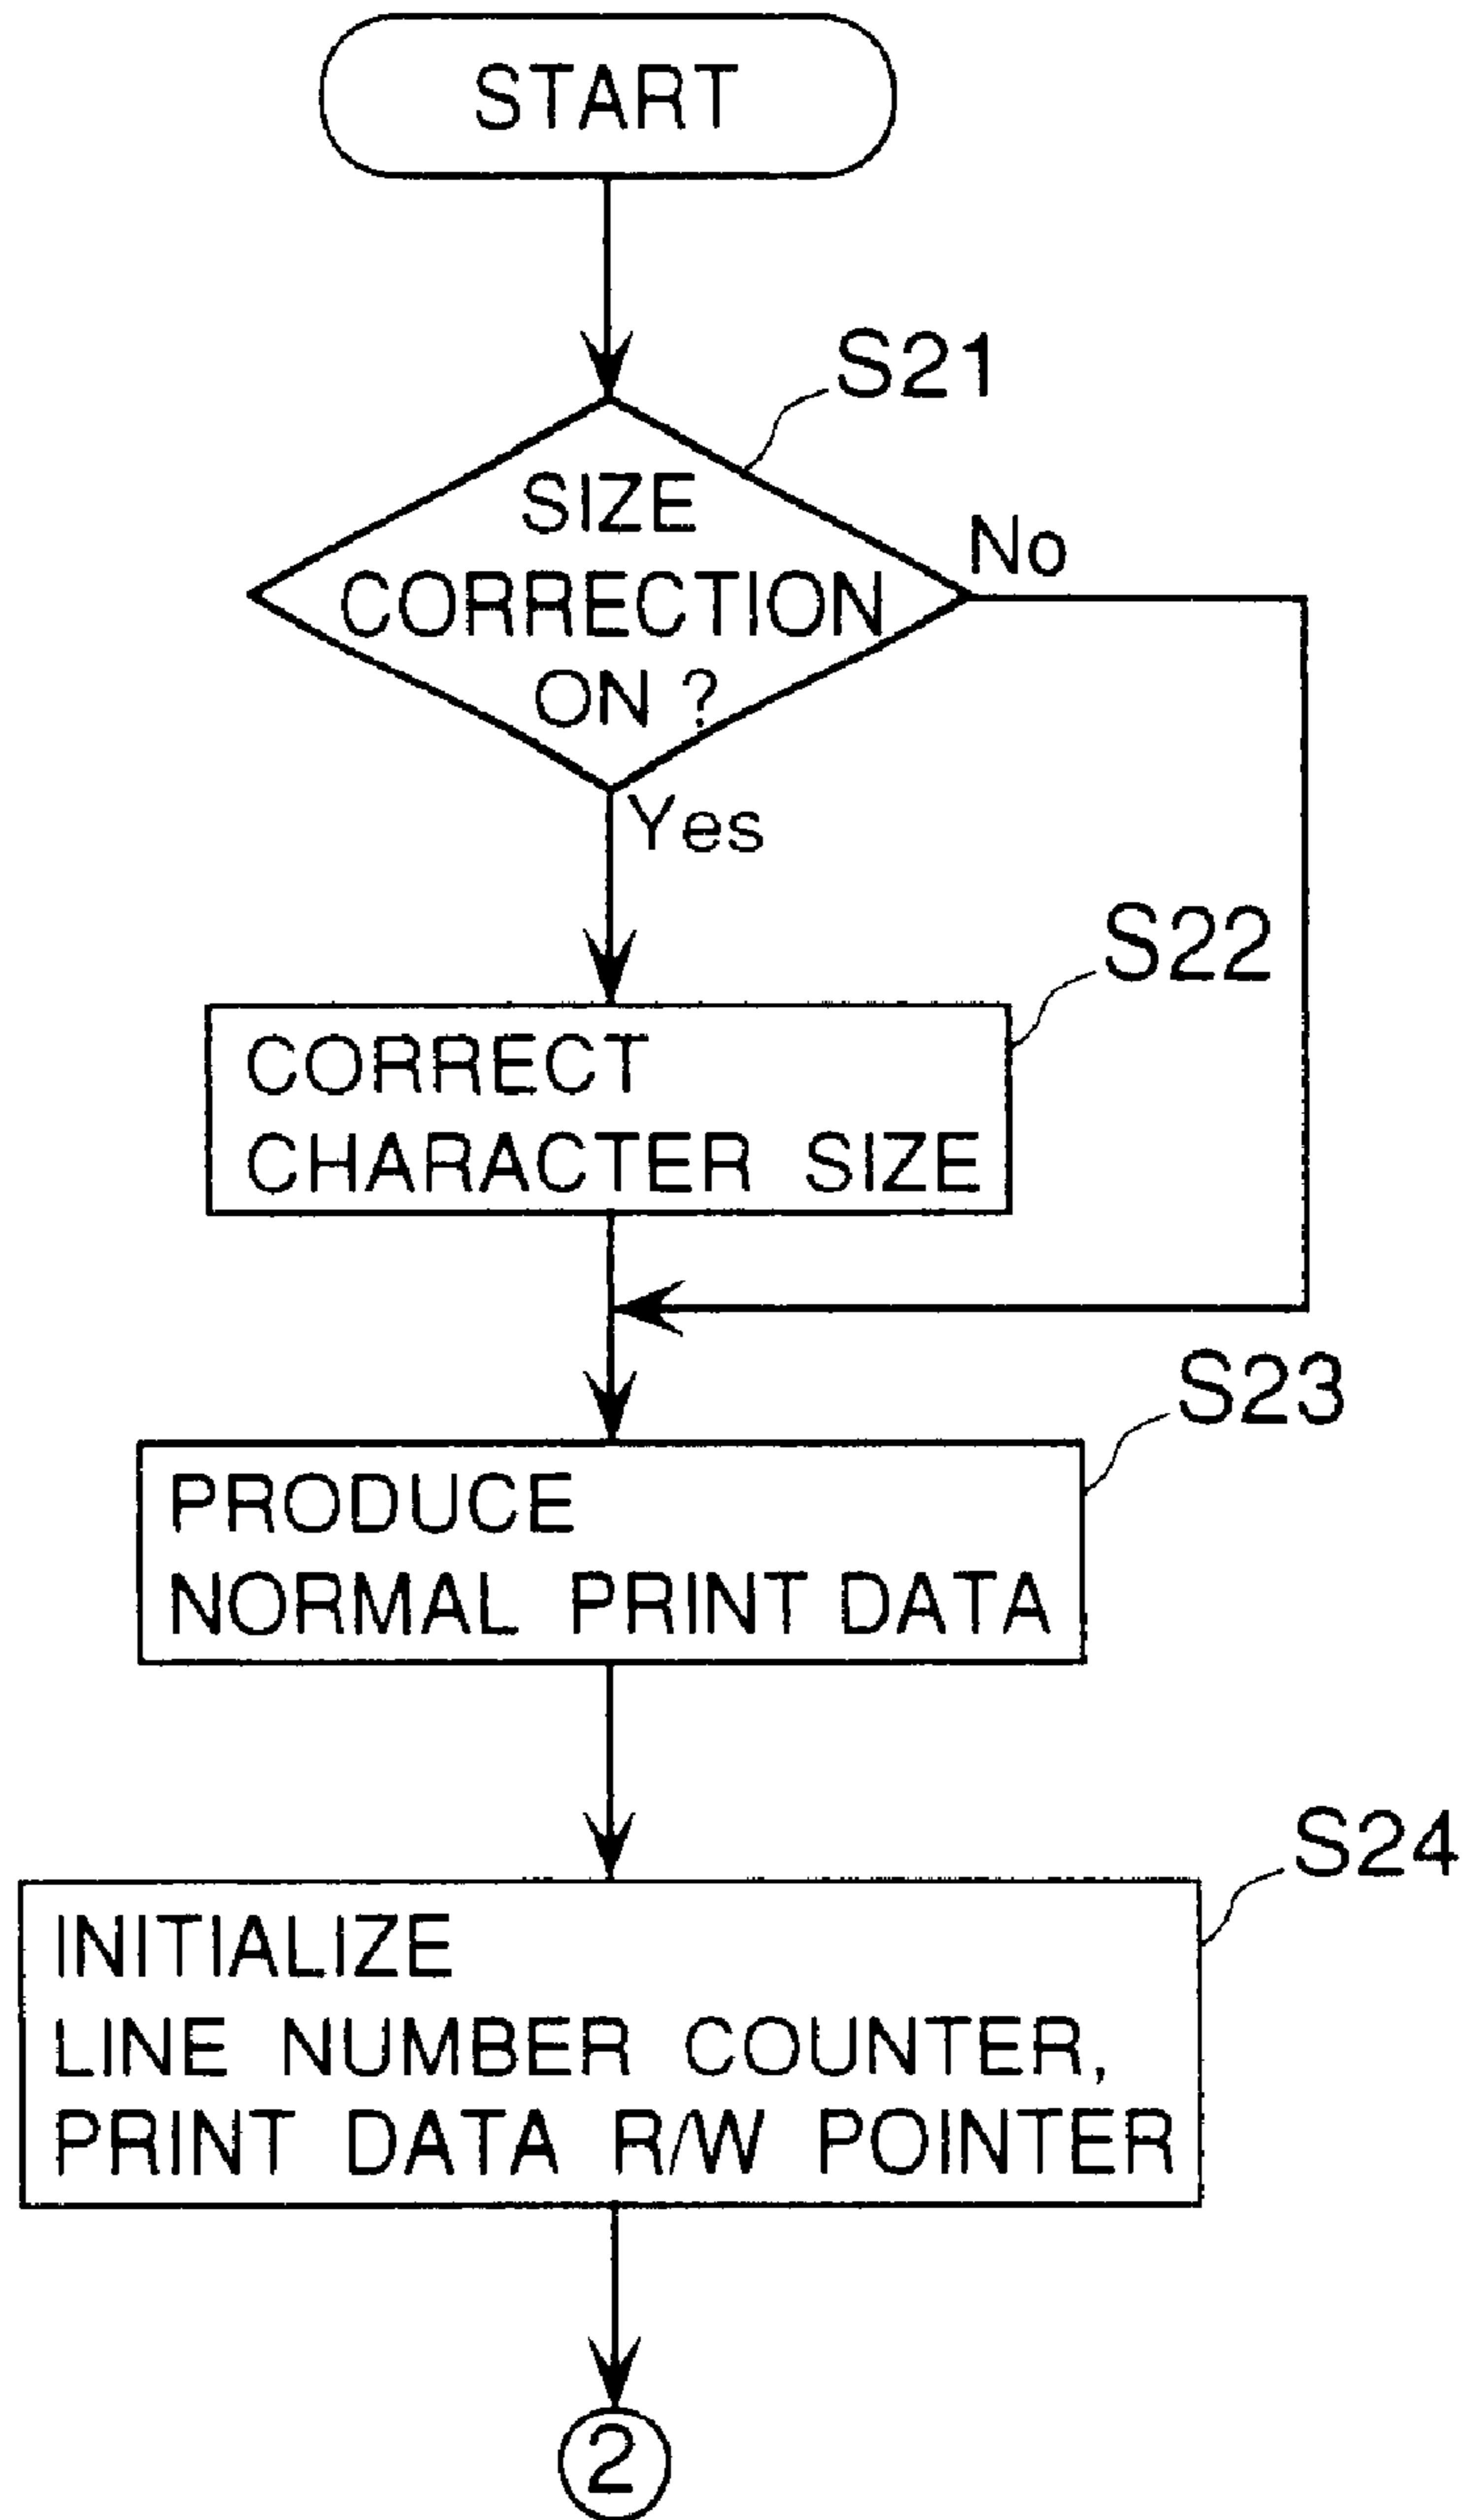 START
S21
SIZE
CORRECTION
ON ?
No
Yes
S22
CORRECT
CHARACTER SIZE
S23
PRODUCE
NORMAL PRINT DATA
S24
INITIALIZE
LINE NUMBER COUNTER,
PRINT DATA R/W POINTER
2